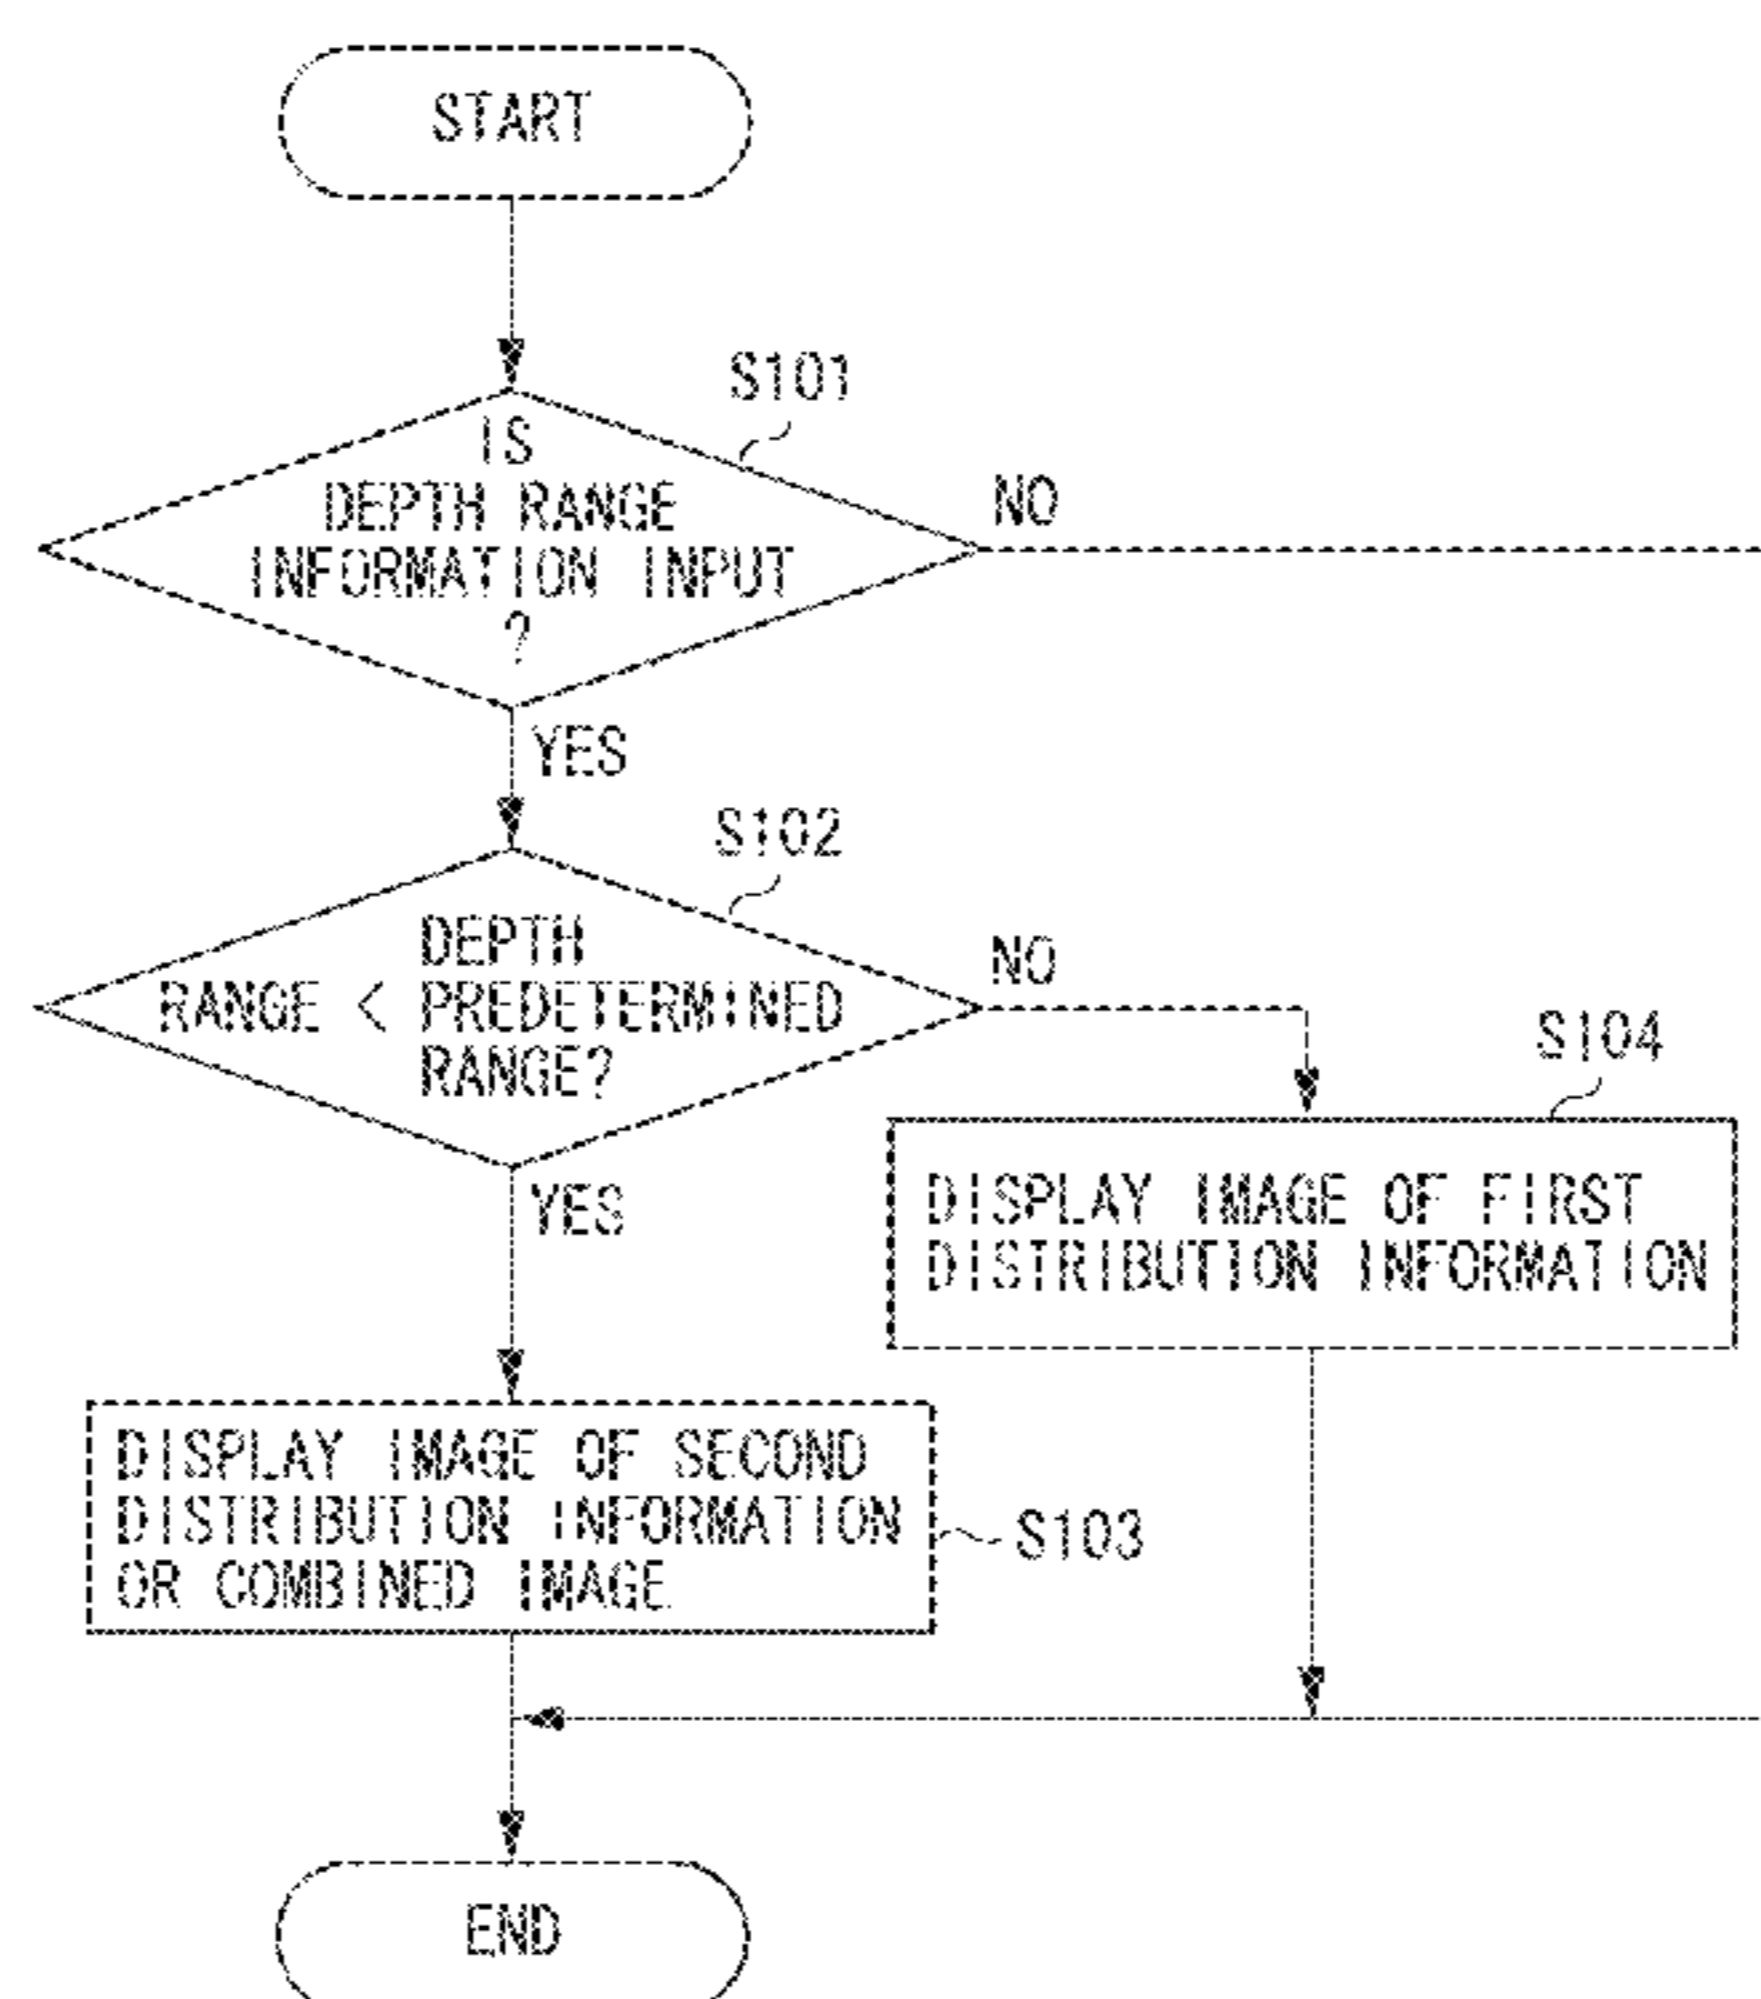 START
S101
IS
DEPTH RANGE
INFORMATION INPUT
?
NO
YES
S102
DEPTH
RANGE < PREDETERMINED
RANGE?
NO
YES
S104
DISPLAY IMAGE OF FIRST
DISTRIBUTION INFORMATION
DISPLAY IMAGE OF SECOND
DISTRIBUTION INFORMATION
OR COMBINED IMAGE
S103
END